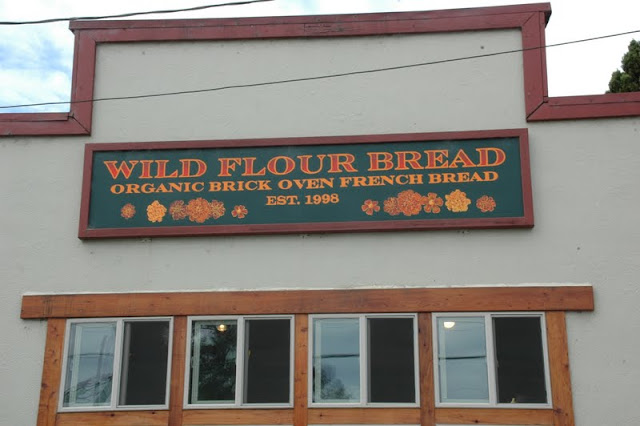 WILD FLOUR BREAD
ORGANIC BRICK OVEN FRENCH BREAD
EST. 1998